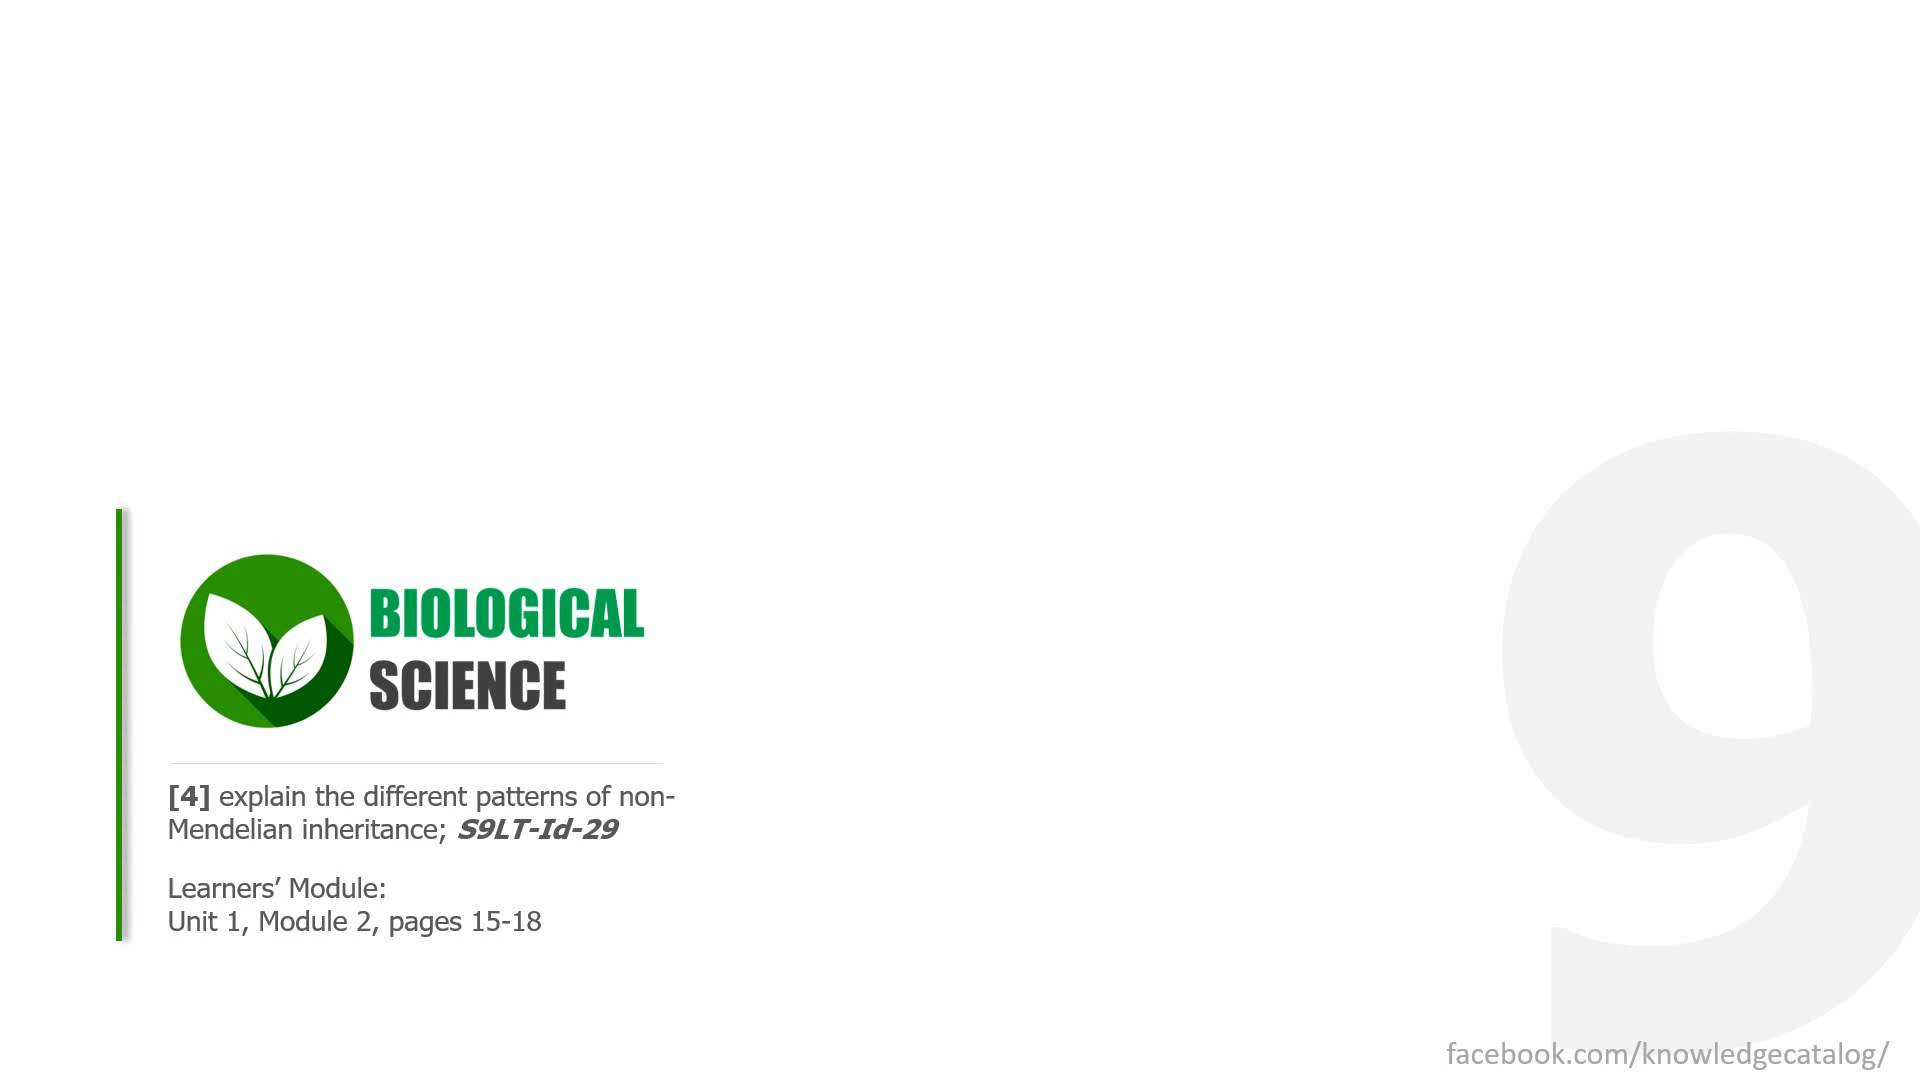 BIOLOGICAL
SCIENCE
[4] explain the different patterns of non-
Mendelian inheritance; S9LT-Id-29
Learners’ Module:
Unit 1, Module 2, pages 15-18
9
facebook.com/knowledgecatalog/